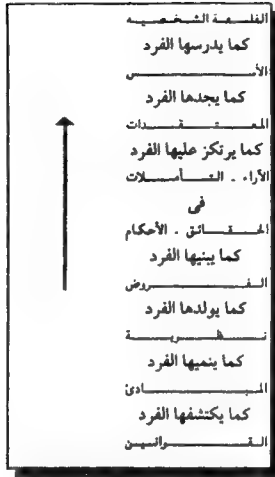 الفلسفة الشخصيه
كما يدرسها الفرد
الأسس
كما يجدها الفرد
المعتقدات
كما يرتكز عليها الفرد
الآراء . التأملات
فى
الحقائق . الأحكام
كما يبنيها الفرد
الفروض
كما يولدها الفرد
نظرية
كما ينميها الفرد
المبادئ
كما يكتشفها الفرد
القوانين